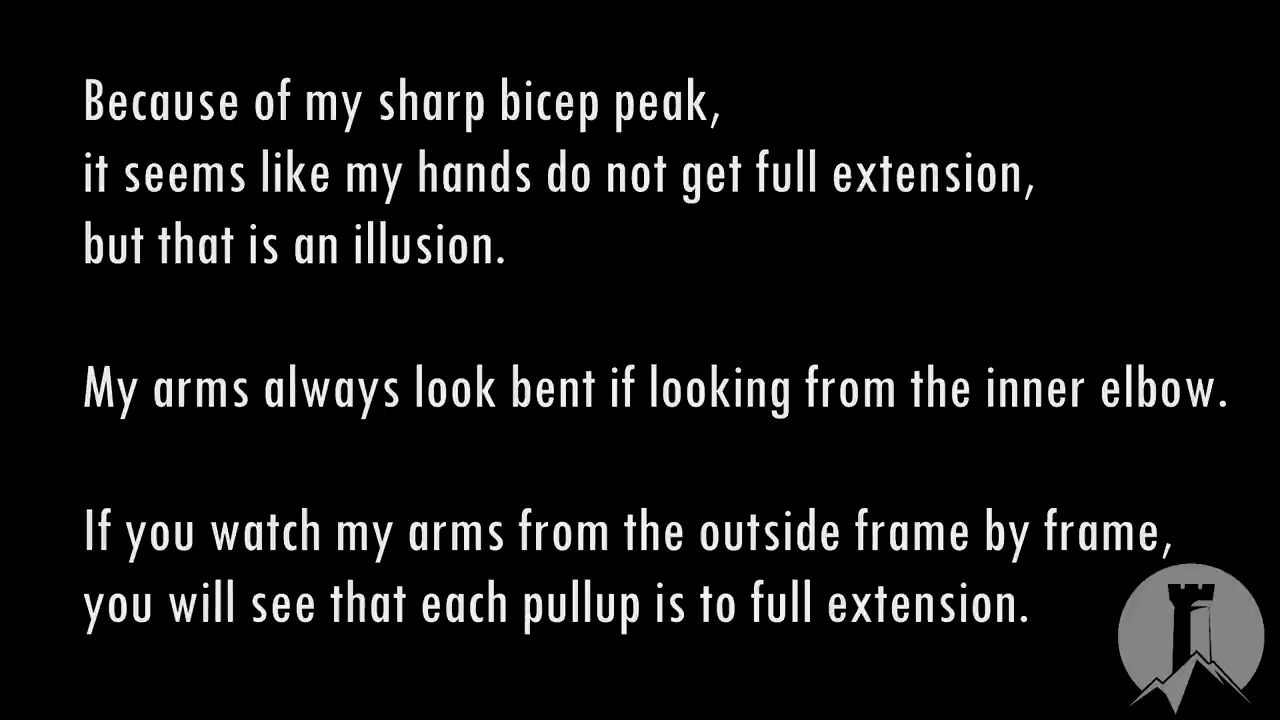 Because of my sharp bicep peak,
it seems like my hands do not get full extension,
but that is an illusion.
My arms always look bent if looking from the inner elbow.
If you watch my arms from the outside frame by frame,
you will see that each pullup is to full extension.